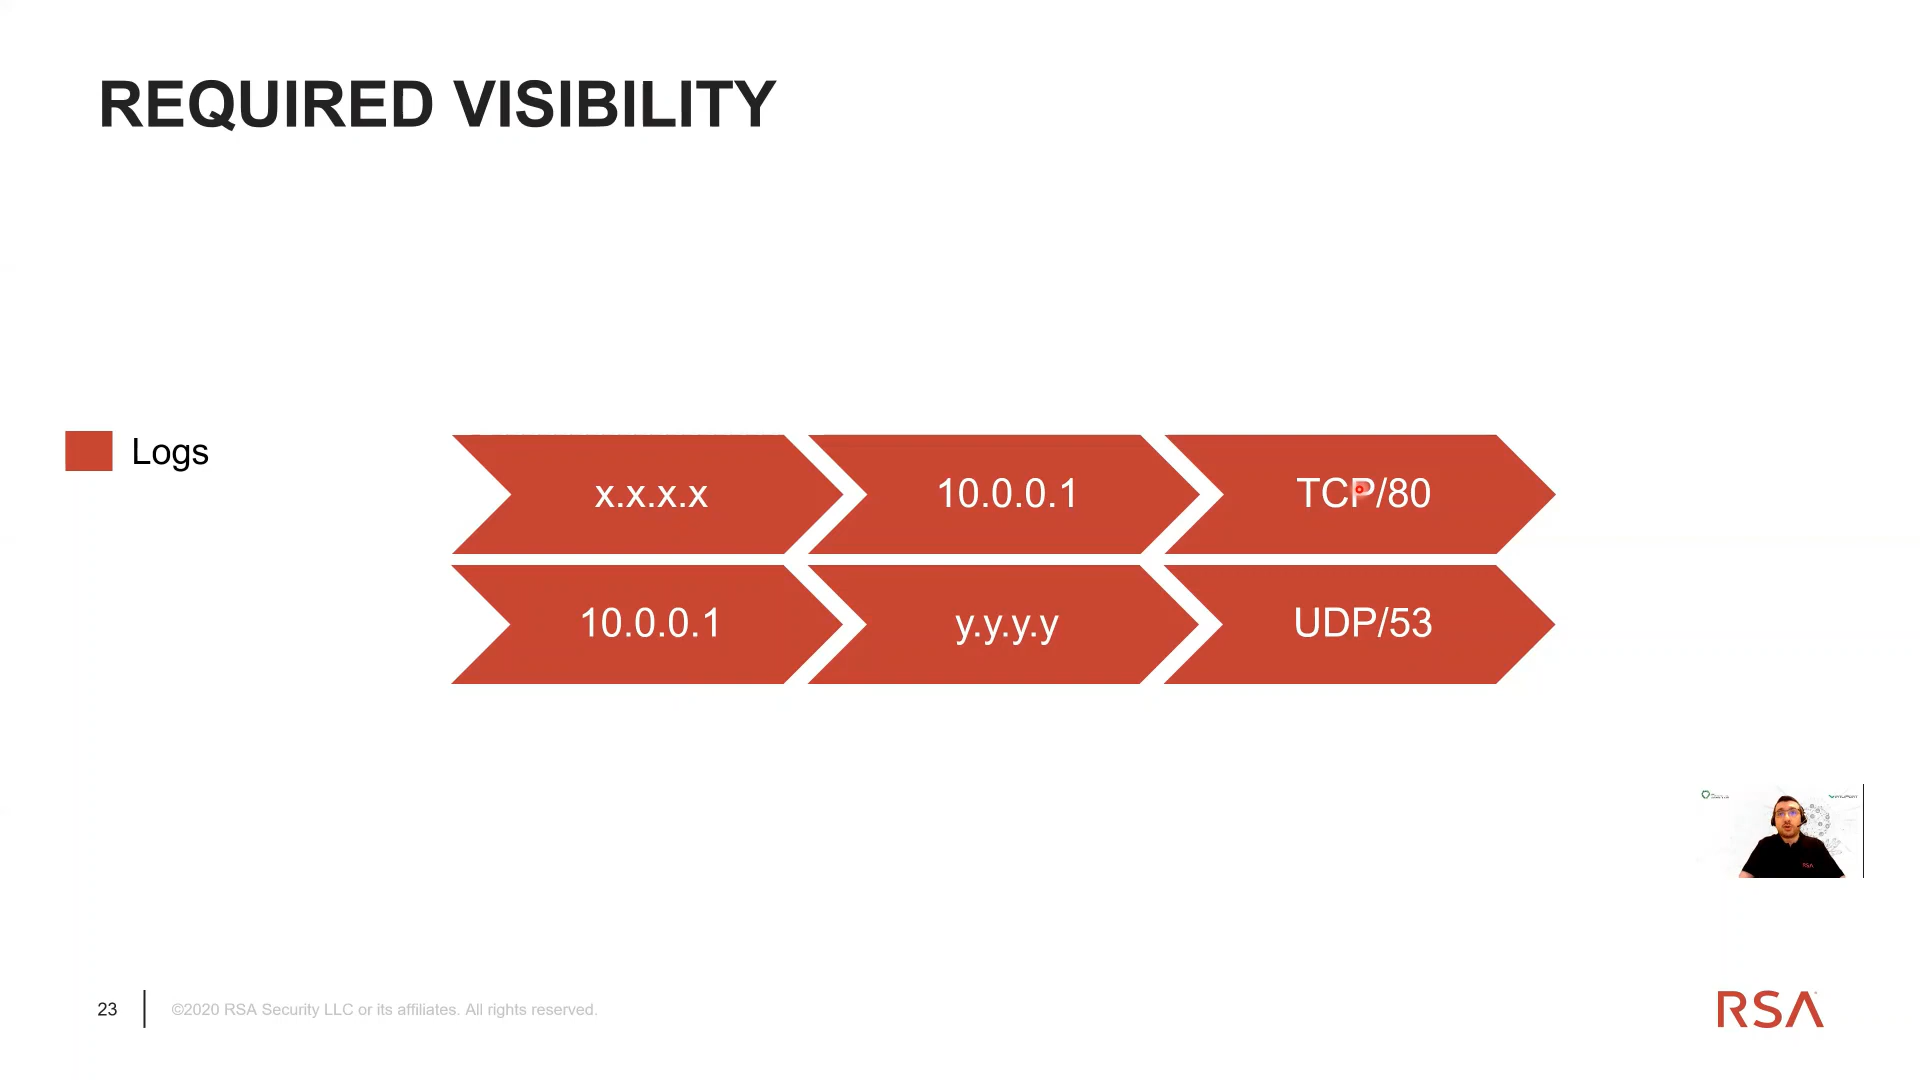 REQUIRED VISIBILITY
Logs
x.x.x.x
10.0.0.1
TCP/80
10.0.0.1
y.y.y.y
UDP/53
RSA
23
©2020 RSA Security LLC or its affiliates. All rights reserved.
RSA